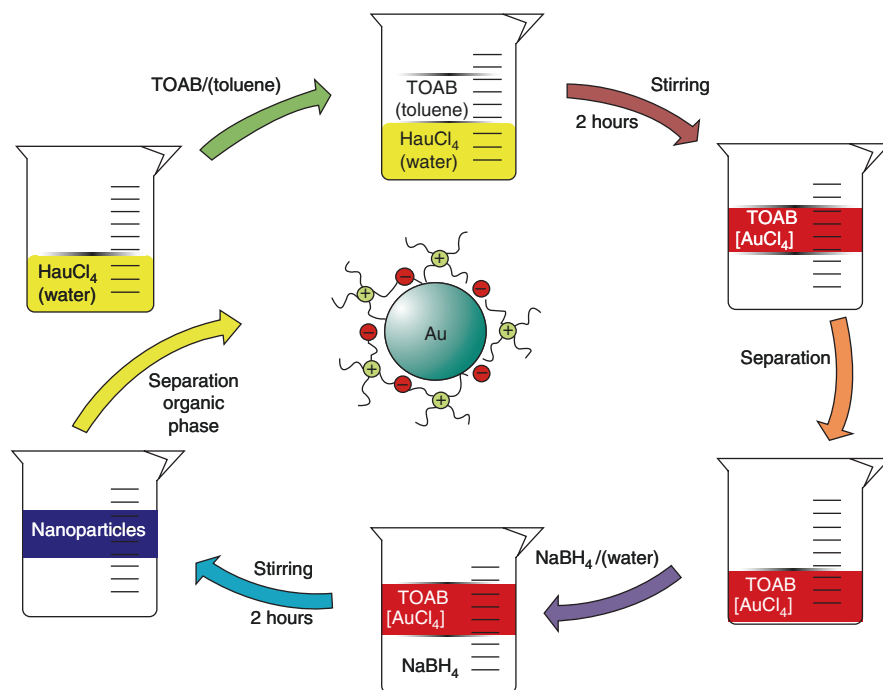 TOAB/(toluene)
TOAB
(toluene)
HauCl₄
(water)
Stirring
2 hours
HauCl₄
(water)
TOAB
[AuCl₄]
Au
Separation
Separation
organic
phase
Nanoparticles
Stirring
2 hours
TOAB
[AuCl₄]
NaBH₄
NaBH₄/(water)
TOAB
[AuCl₄]